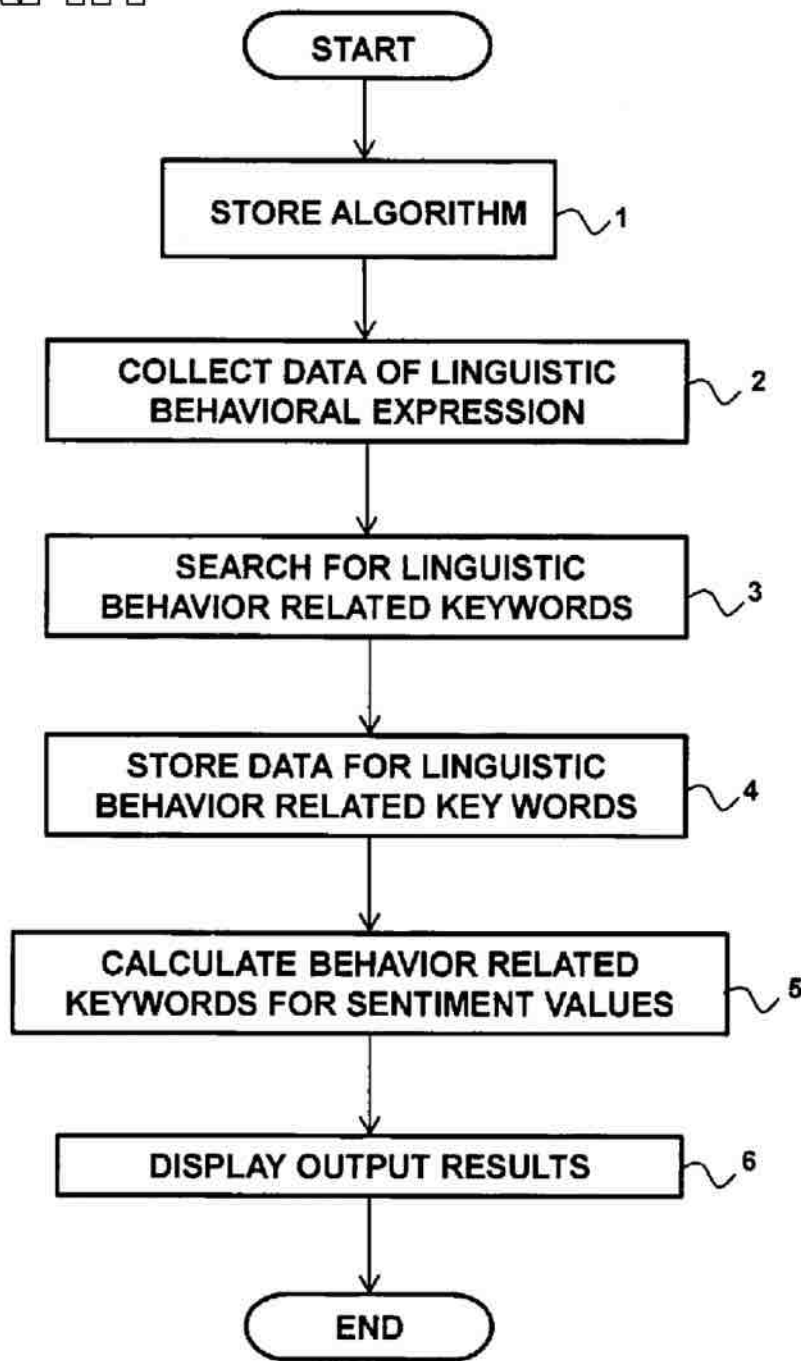 START
STORE ALGORITHM
1
COLLECT DATA OF LINGUISTIC
BEHAVIORAL EXPRESSION
2
SEARCH FOR LINGUISTIC
BEHAVIOR RELATED KEYWORDS
3
STORE DATA FOR LINGUISTIC
BEHAVIOR RELATED KEY WORDS
4
CALCULATE BEHAVIOR RELATED
KEYWORDS FOR SENTIMENT VALUES
5
DISPLAY OUTPUT RESULTS
6
END